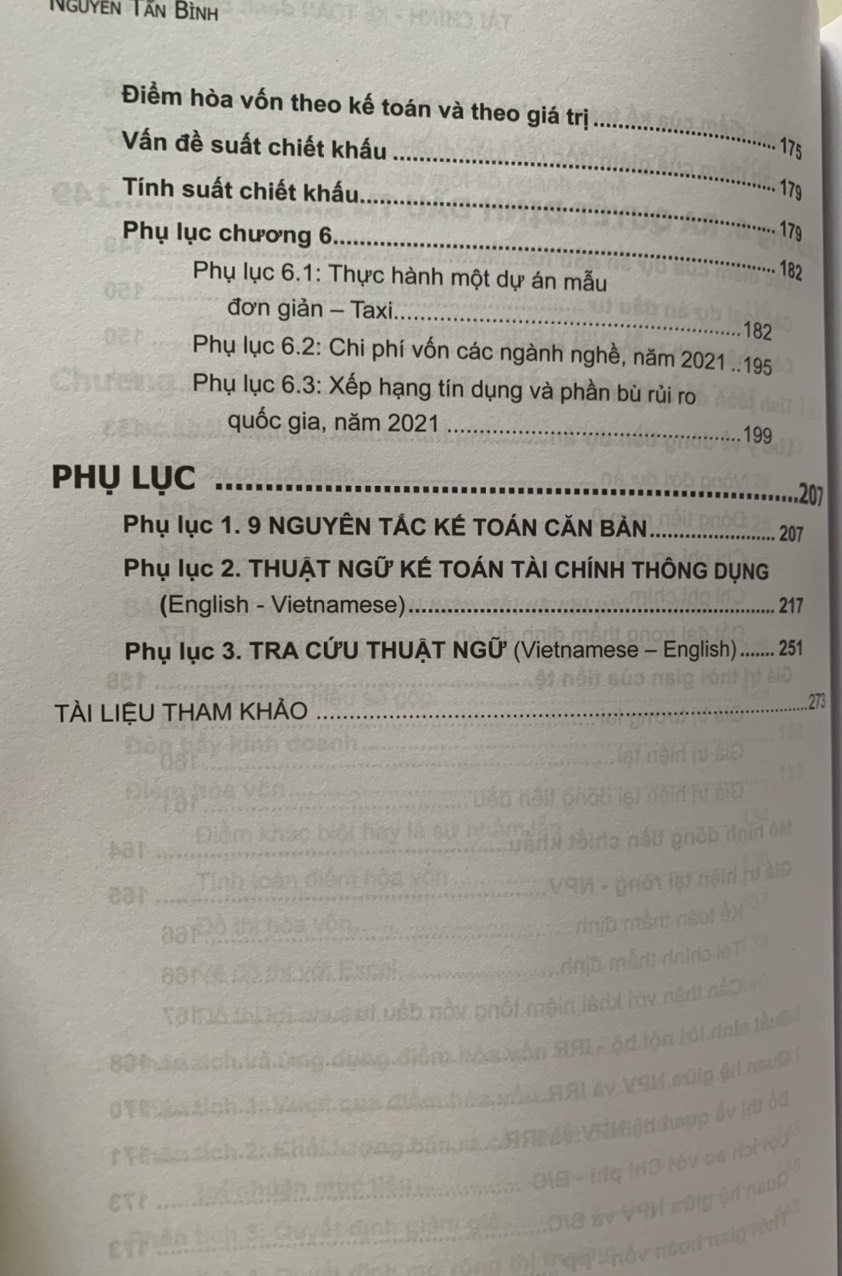 NGUYỄN TẤN BÌNH
Điểm hòa vốn theo kế toán và theo giá trị ........................ 175
Vấn đề suất chiết khấu ........................ 179
Tính suất chiết khấu........................ 179
Phụ lục chương 6........................ 182
Phụ lục 6.1: Thực hành một dự án mẫu
đơn giản – Taxi........................182
Phụ lục 6.2: Chi phí vốn các ngành nghề, năm 2021 ..195
Phụ lục 6.3: Xếp hạng tín dụng và phần bù rủi ro
quốc gia, năm 2021 ........................199
PHỤ LỤC ........................207
Phụ lục 1. 9 NGUYÊN TẮC KẾ TOÁN CĂN BẢN........................ 207
Phụ lục 2. THUẬT NGỮ KẾ TOÁN TÀI CHÍNH THÔNG DỤNG
(English - Vietnamese)........................ 217
Phụ lục 3. TRA CỨU THUẬT NGỮ (Vietnamese – English)....... 251
TÀI LIỆU THAM KHẢO ........................273